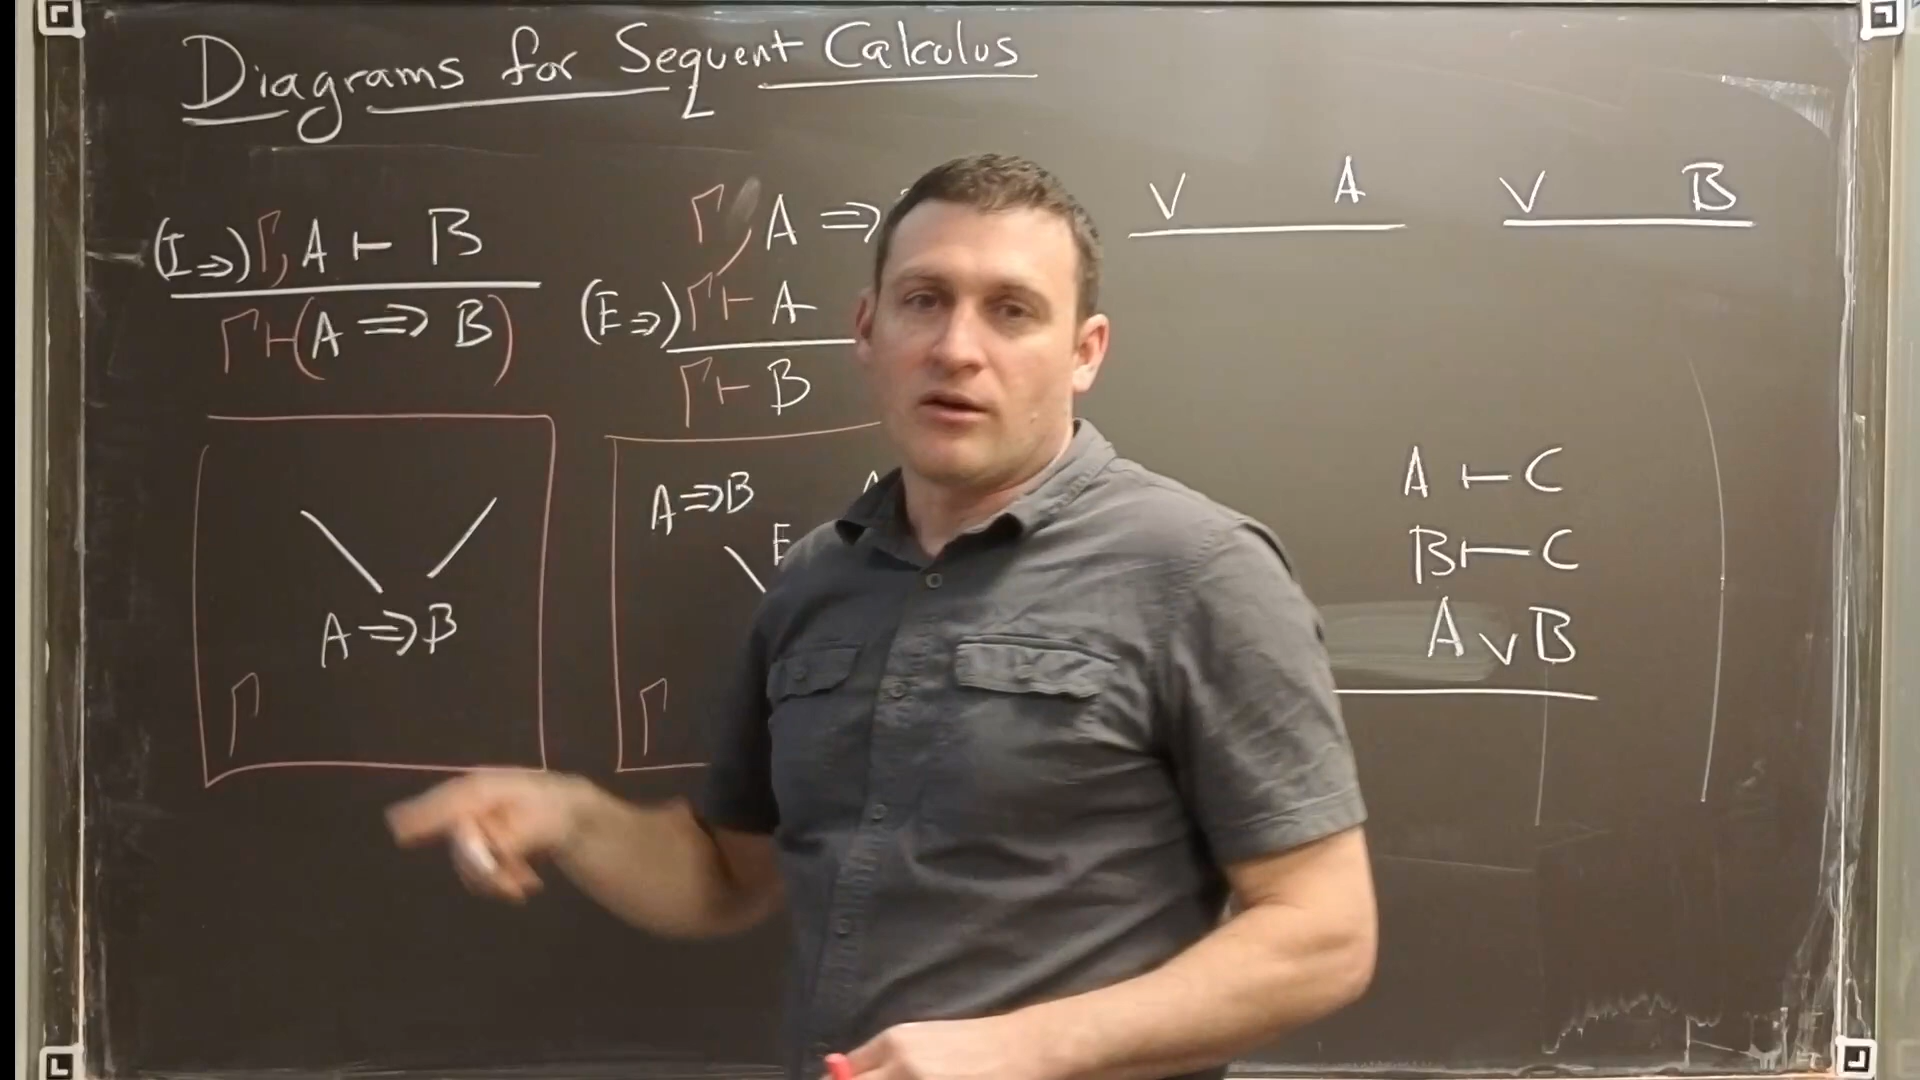 Diagrams for Sequent Calculus
(I⇒) Γ, A ⊢ B
Γ ⊢ (A ⇒ B)
A ⇒ B
Γ
Γ, A ⇒
(E⇒) Γ ⊢ A
Γ ⊢ B
A ⇒ B
E
Γ
V A
V B
A ⊢ C
B ⊢ C
A ∨ B